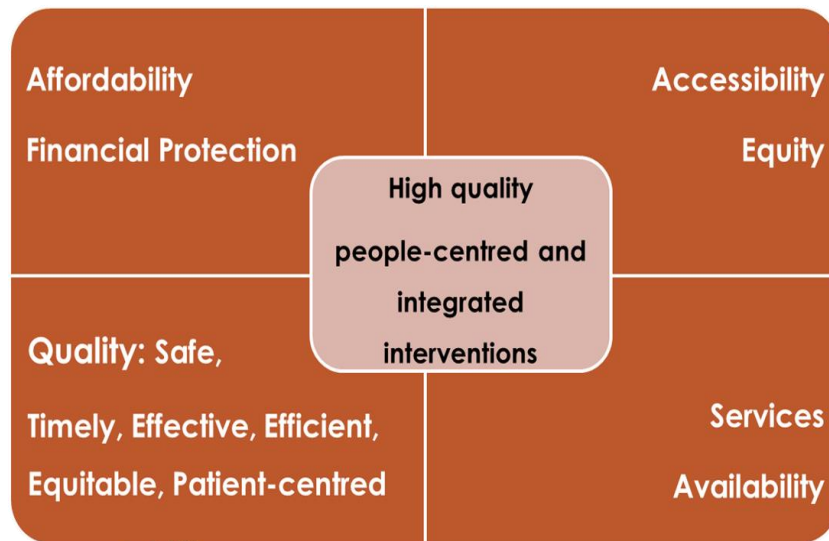 Affordability
Financial Protection
Accessibility
Equity
High quality
people-centred and
integrated
interventions
Quality: Safe,
Timely, Effective, Efficient,
Equitable, Patient-centred
Services
Availability